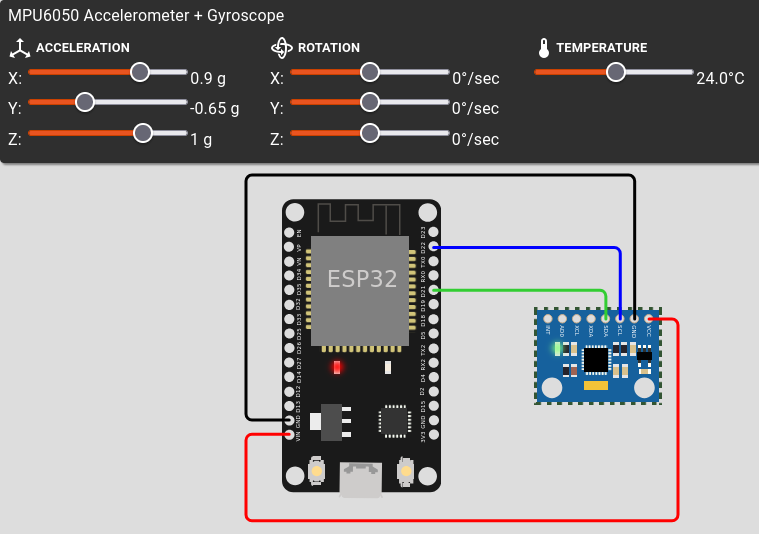 MPU6050 Accelerometer + Gyroscope
ACCELERATION
X: 0.9 g
Y: -0.65 g
Z: 1 g
ROTATION
X: 0°/sec
Y: 0°/sec
Z: 0°/sec
TEMPERATURE
24.0°C
ESP32
EN
VP
VN
D34
D35
D32
D33
D25
D26
D27
D14
D12
D13
GND
VIN
D23
D22
TX0
RX0
D21
D19
D18
D5
TX2
RX2
D4
D2
D15
GND
3V3
INT
AD0
XCL
XDA
SDA
SCL
GND
VCC